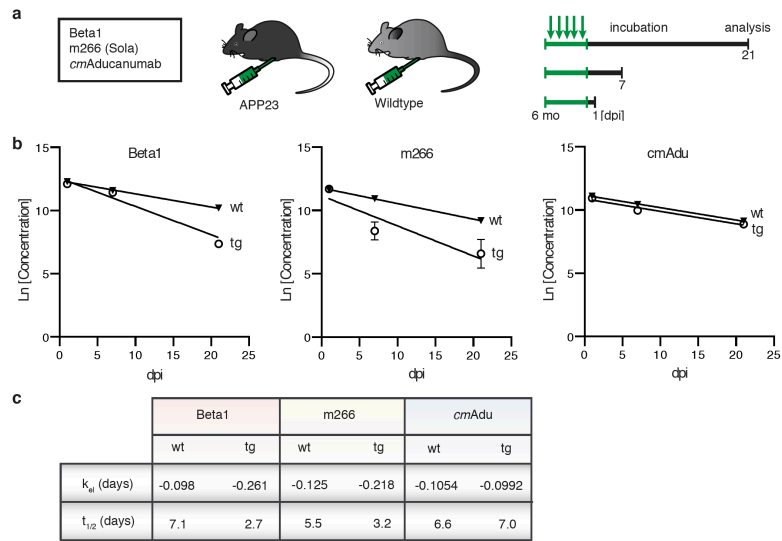 a
Beta1
m266 (Sola)
cmAducanumab
APP23
Wildtype
incubation analysis
21
7
6 mo 1 [dpi]
b
Beta1
Ln [Concentration]
15
10
5
0
0 5 10 15 20 25
dpi
wt
tg
m266
Ln [Concentration]
15
10
5
0
0 5 10 15 20 25
dpi
wt
tg
cmAdu
Ln [Concentration]
15
10
5
0
0 5 10 15 20 25
dpi
wt
tg
c
Beta1 m266 cmAdu
wt tg wt tg wt tg
kel (days) -0.098 -0.261 -0.125 -0.218 -0.1054 -0.0992
t1/2 (days) 7.1 2.7 5.5 3.2 6.6 7.0